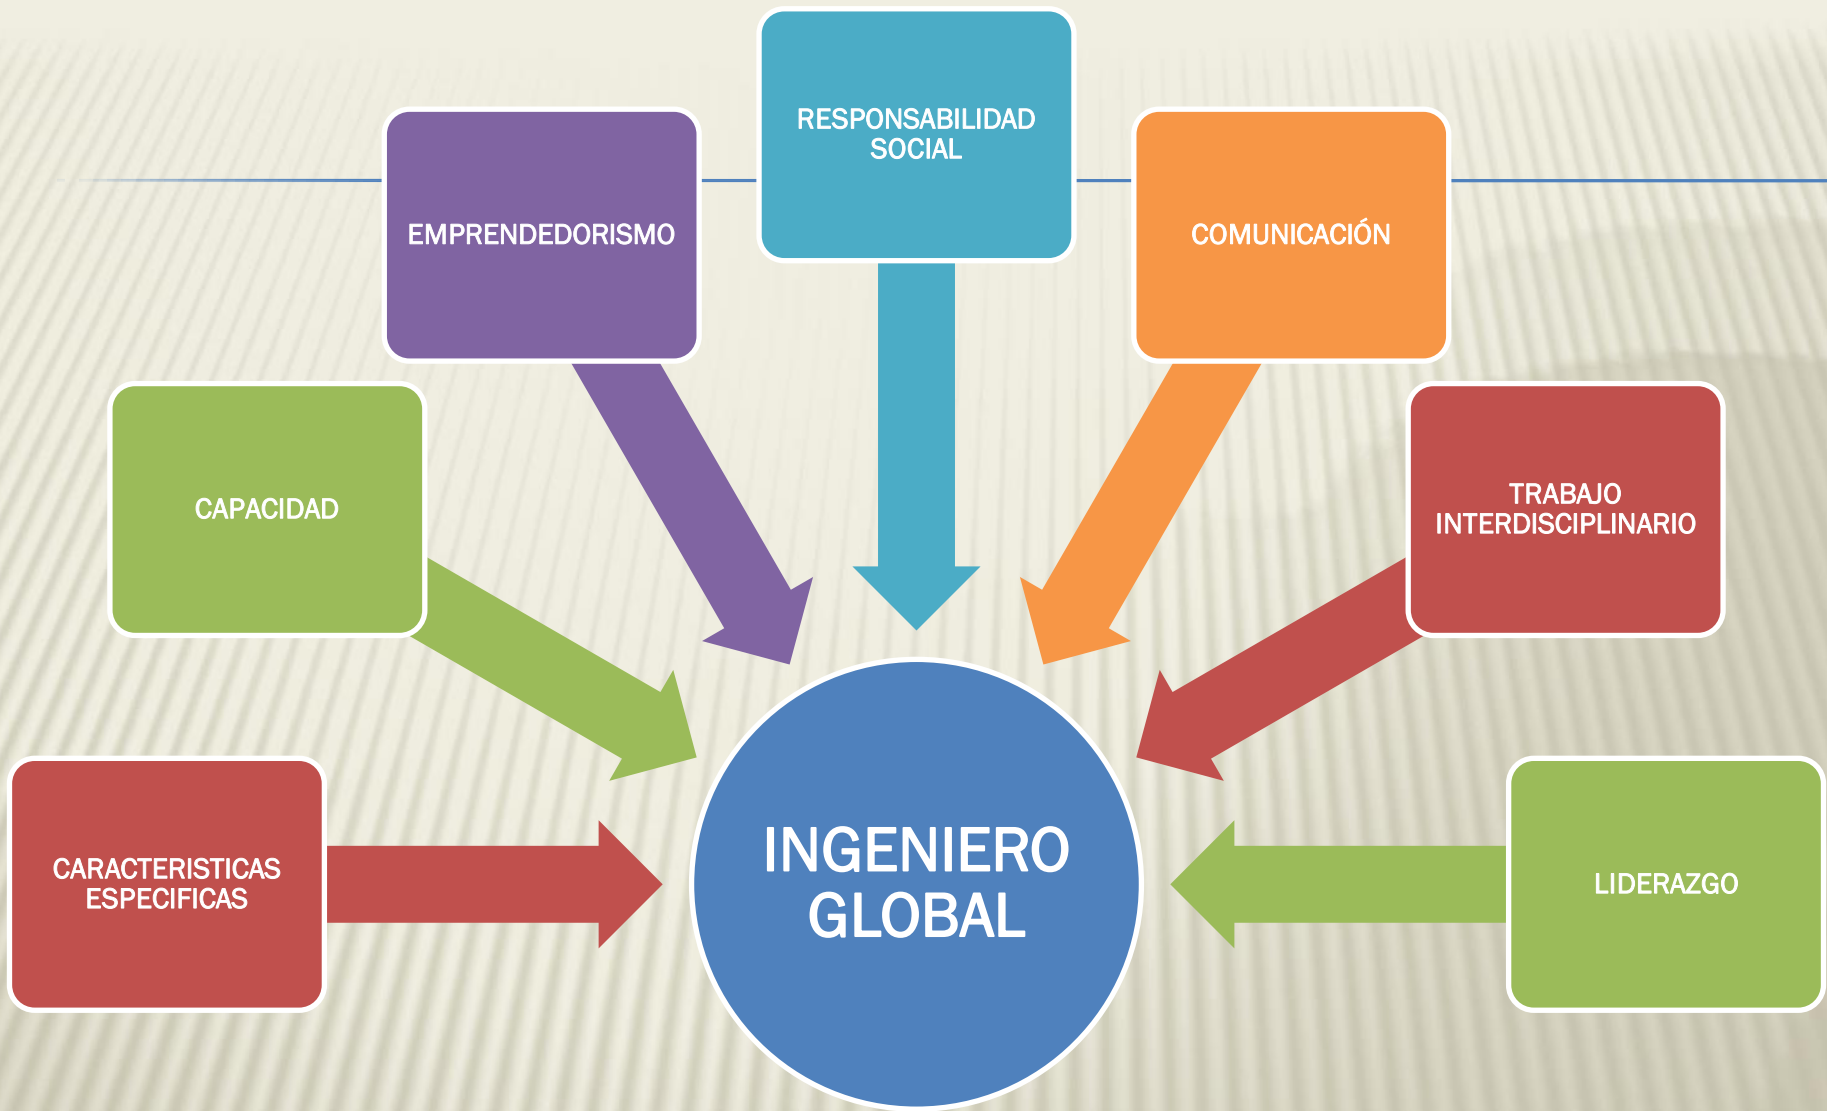 RESPONSABILIDAD
SOCIAL
EMPRENDEDORISMO
COMUNICACIÓN
CAPACIDAD
TRABAJO
INTERDISCIPLINARIO
CARACTERISTICAS
ESPECIFICAS
INGENIERO
GLOBAL
LIDERAZGO